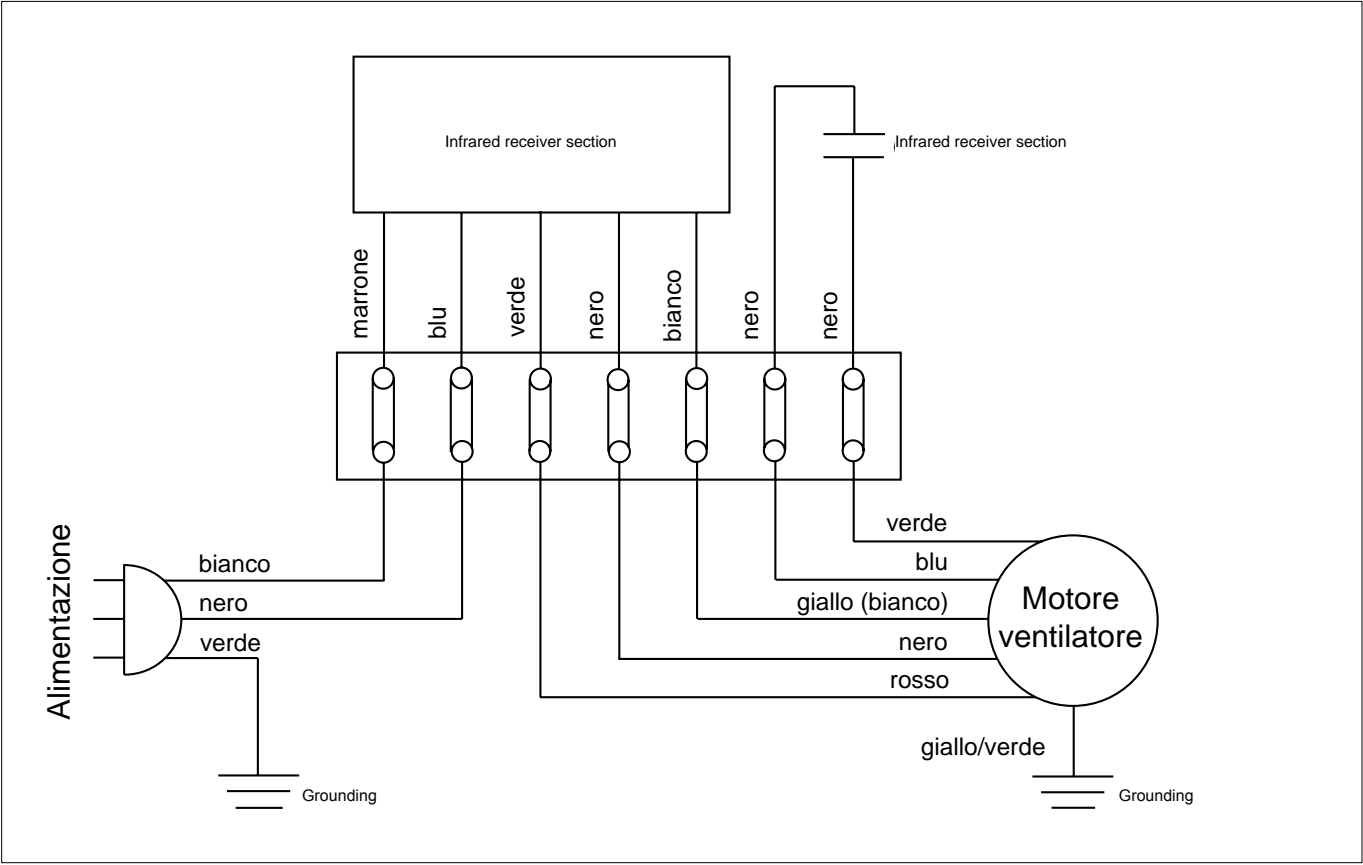 Infrared receiver section
Infrared receiver section
marrone
blu
verde
nero
bianco
nero
nero
Alimentazione
bianco
nero
verde
verde
blu
giallo (bianco)
nero
rosso
Motore
ventilatore
giallo/verde
Grounding
Grounding